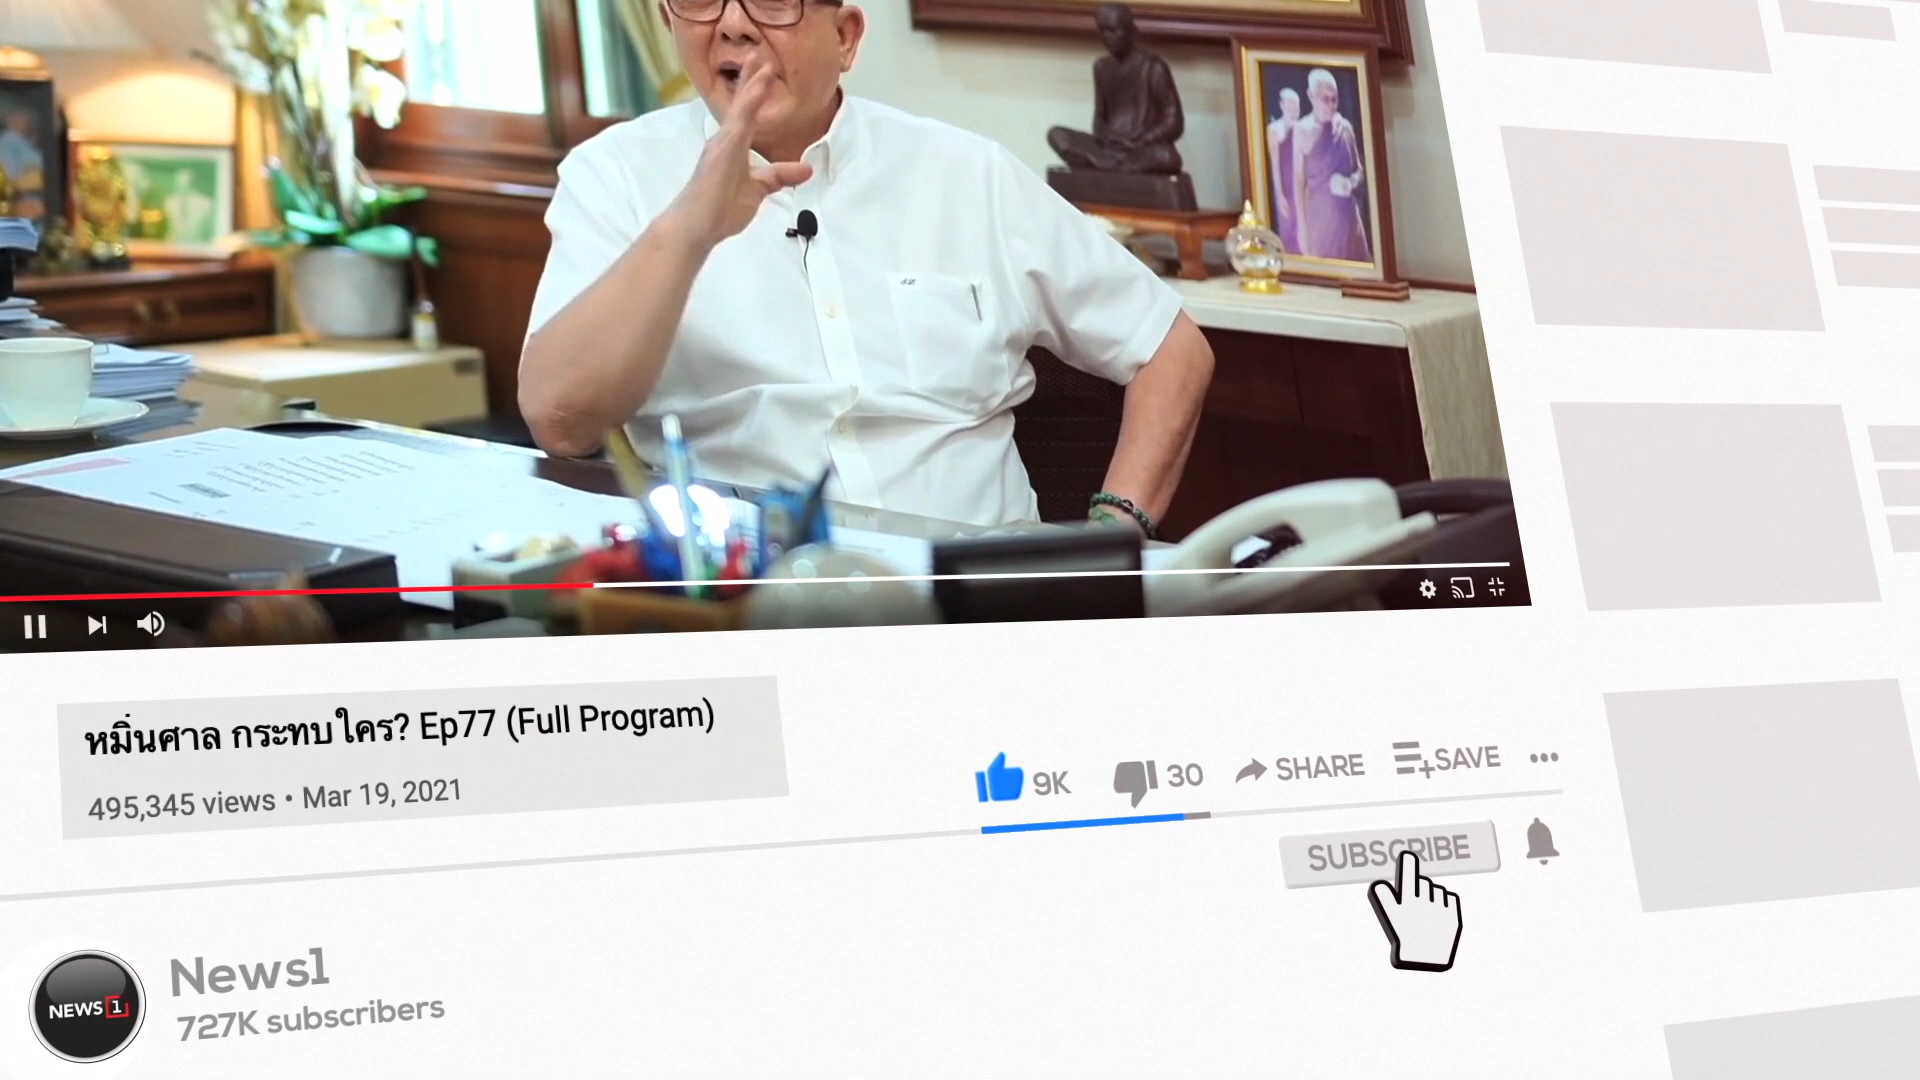 หมิ่นศาล กระทบใคร? Ep77 (Full Program)
495,345 views • Mar 19, 2021
9K
30
SHARE
SAVE
SUBSCRIBE
News1
727K subscribers
NEWS 1